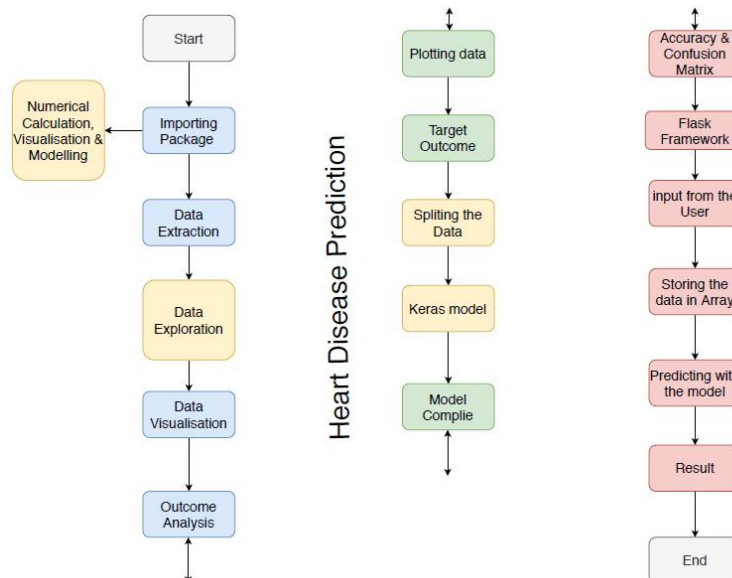 Start
Numerical
Calculation,
Visualisation &
Modelling
Importing
Package
Data
Extraction
Data
Exploration
Data
Visualisation
Outcome
Analysis
Heart Disease Prediction
Plotting data
Target
Outcome
Spliting the
Data
Keras model
Model
Complie
Accuracy &
Confusion
Matrix
Flask
Framework
input from the
User
Storing the
data in Array
Predicting with
the model
Result
End